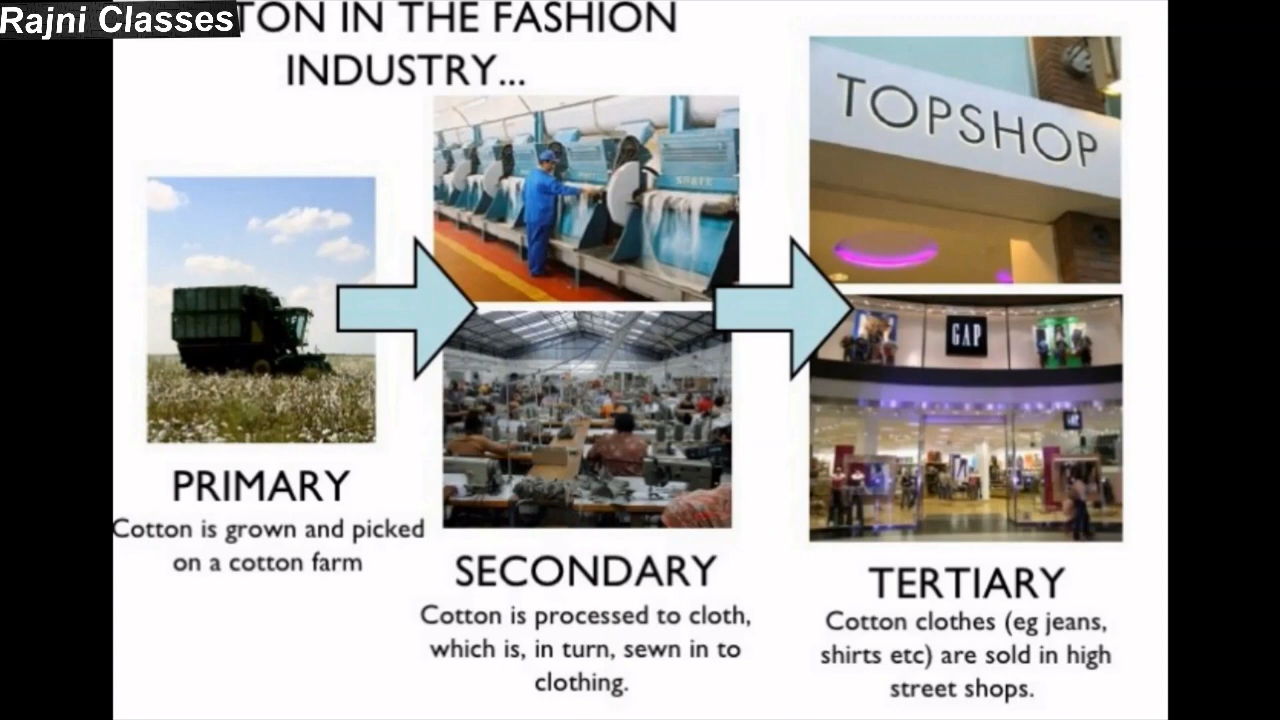 Rajni Classes
TON IN THE FASHION
INDUSTRY...
TOPSHOP
GAP
PRIMARY
Cotton is grown and picked
on a cotton farm
SECONDARY
Cotton is processed to cloth,
which is, in turn, sewn in to
clothing.
TERTIARY
Cotton clothes (eg jeans,
shirts etc) are sold in high
street shops.